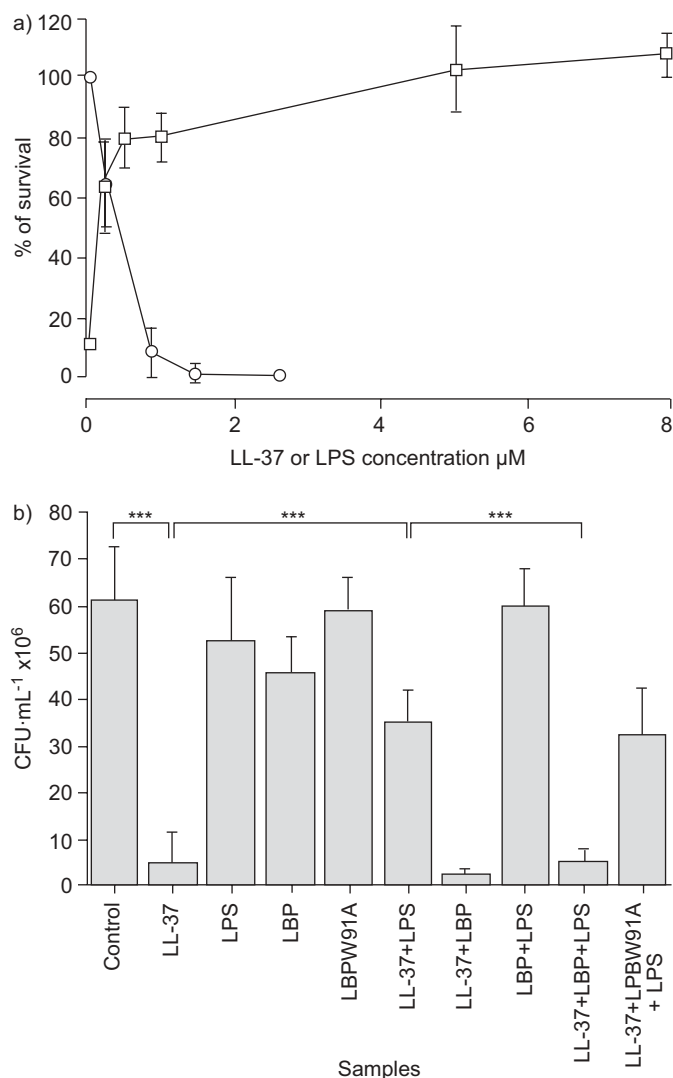 a)
120
100
80
60
40
20
0
% of survival
0 2 4 6 8
LL-37 or LPS concentration µM
b)
80
70
60
50
40
30
20
10
0
CFU·mL⁻¹ x10⁶
*** *** ***
Control
LL-37
LPS
LBP
LBPW91A
LL-37+LPS
LL-37+LBP
LBP+LPS
LL-37+LBP+LPS
LL-37+LPBW91A
+ LPS
Samples